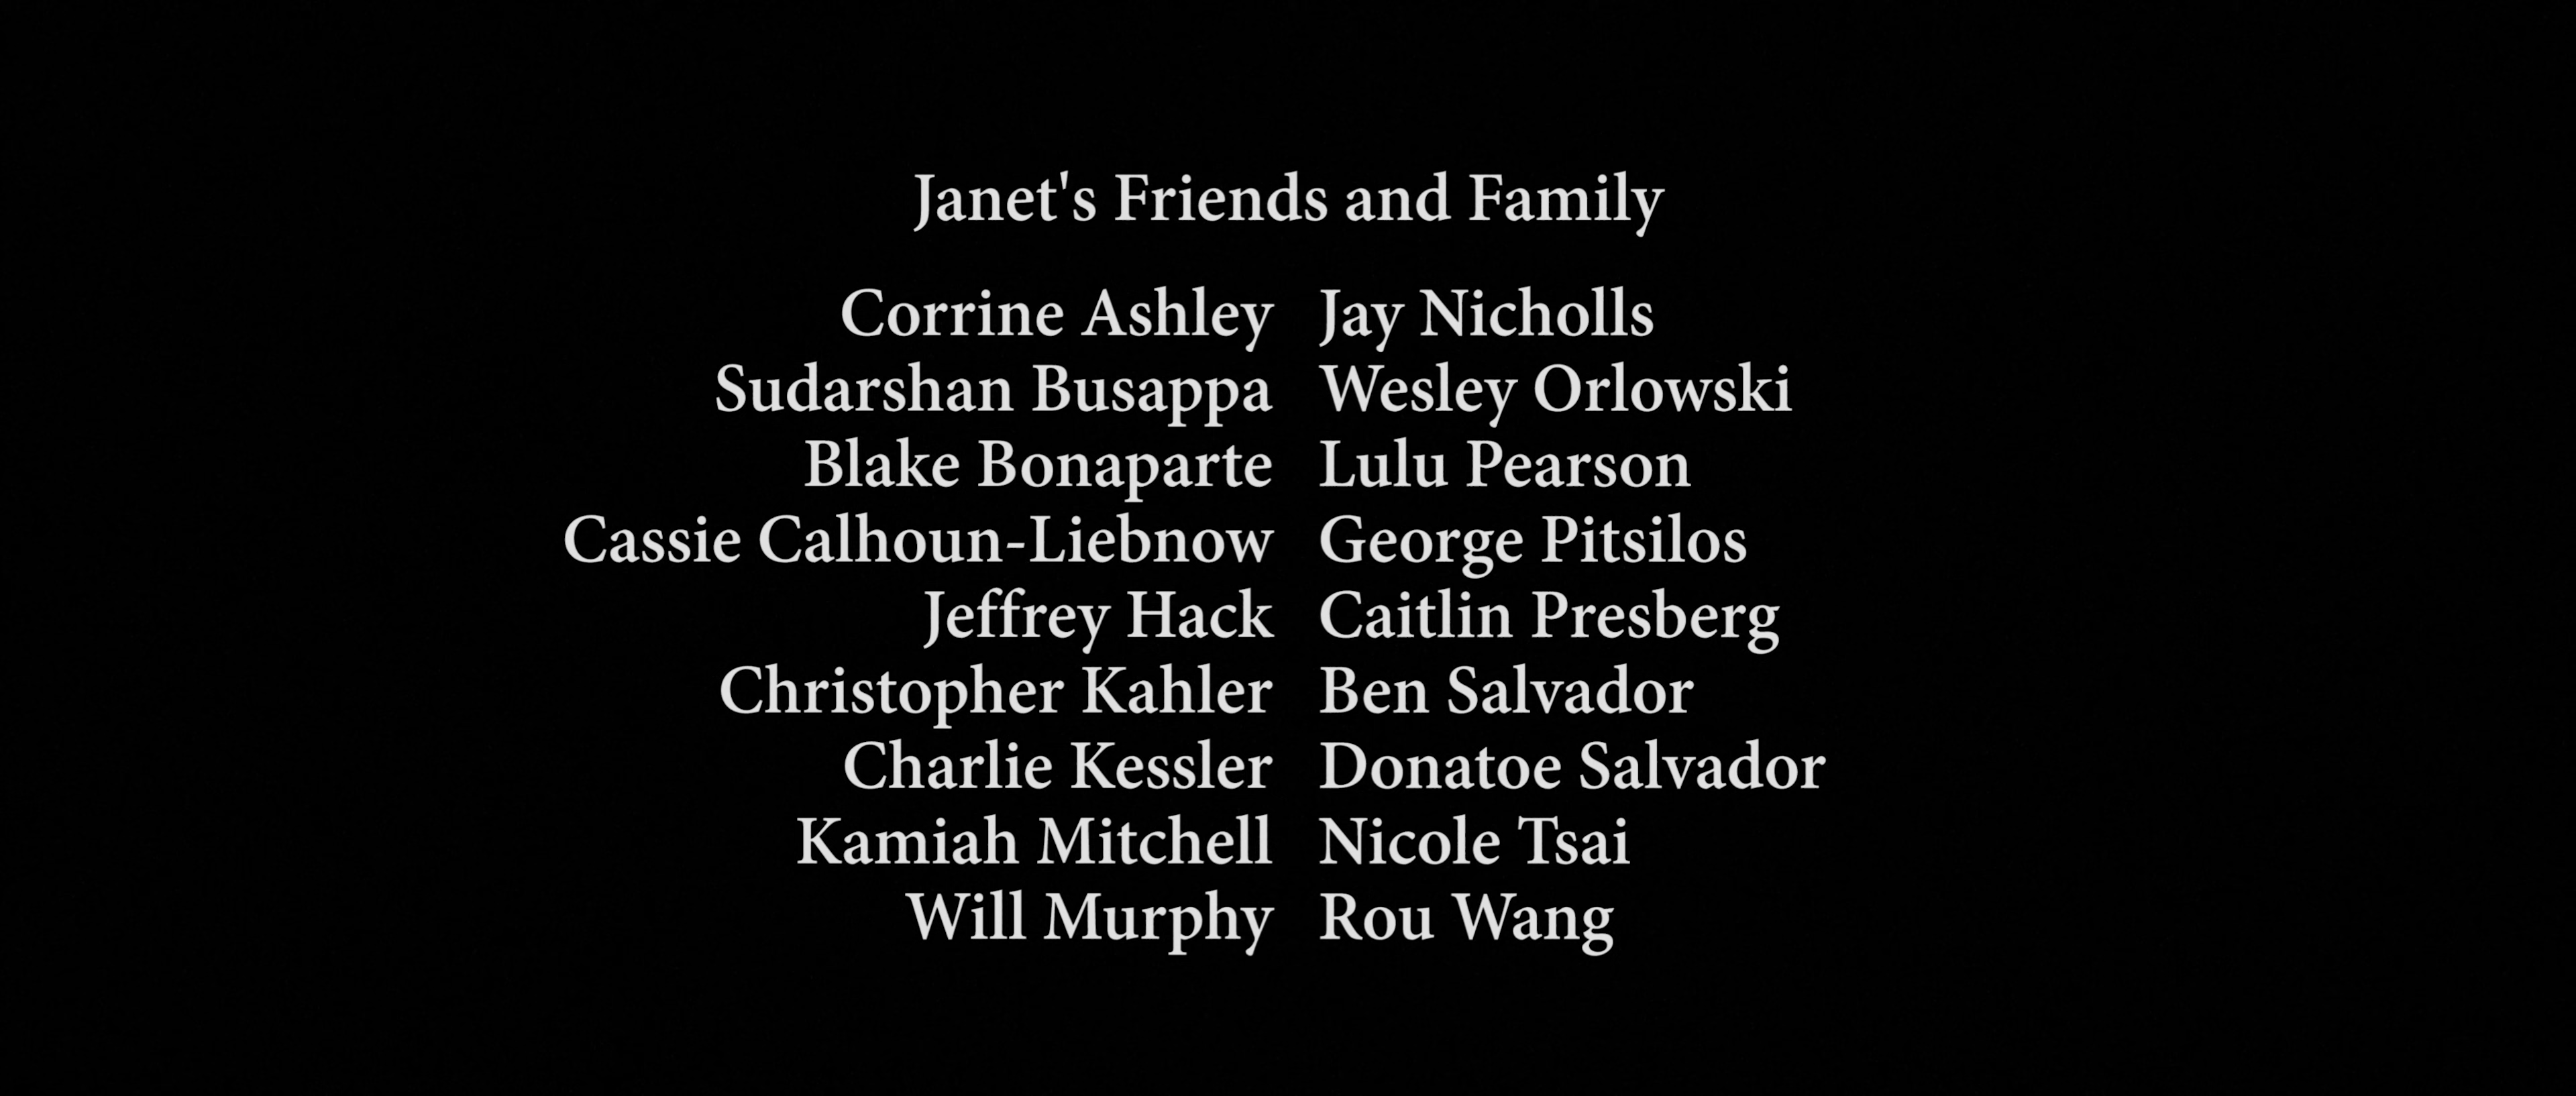 Janet's Friends and Family
Corrine Ashley Jay Nicholls
Sudarshan Busappa Wesley Orlowski
Blake Bonaparte Lulu Pearson
Cassie Calhoun-Liebnow George Pitsilos
Jeffrey Hack Caitlin Presberg
Christopher Kahler Ben Salvador
Charlie Kessler Donatoe Salvador
Kamiah Mitchell Nicole Tsai
Will Murphy Rou Wang